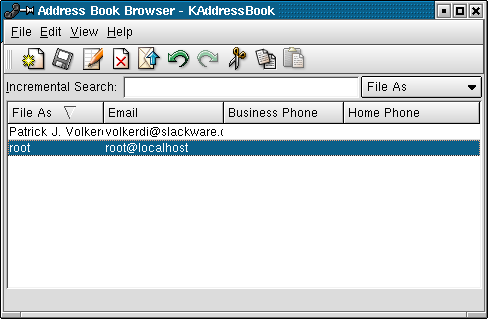 Address Book Browser - KAddressBook
File Edit View Help
Incremental Search: File As
File As Email Business Phone Home Phone
Patrick J. Volker volkerdi@slackware.c
root root@localhost